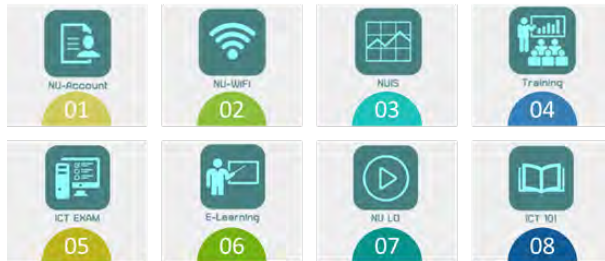 NU-Account
NU-WiFi
NUIS
Training
01
02
03
04
ICT EXAM
E-Learning
NU LO
ICT 101
05
06
07
08